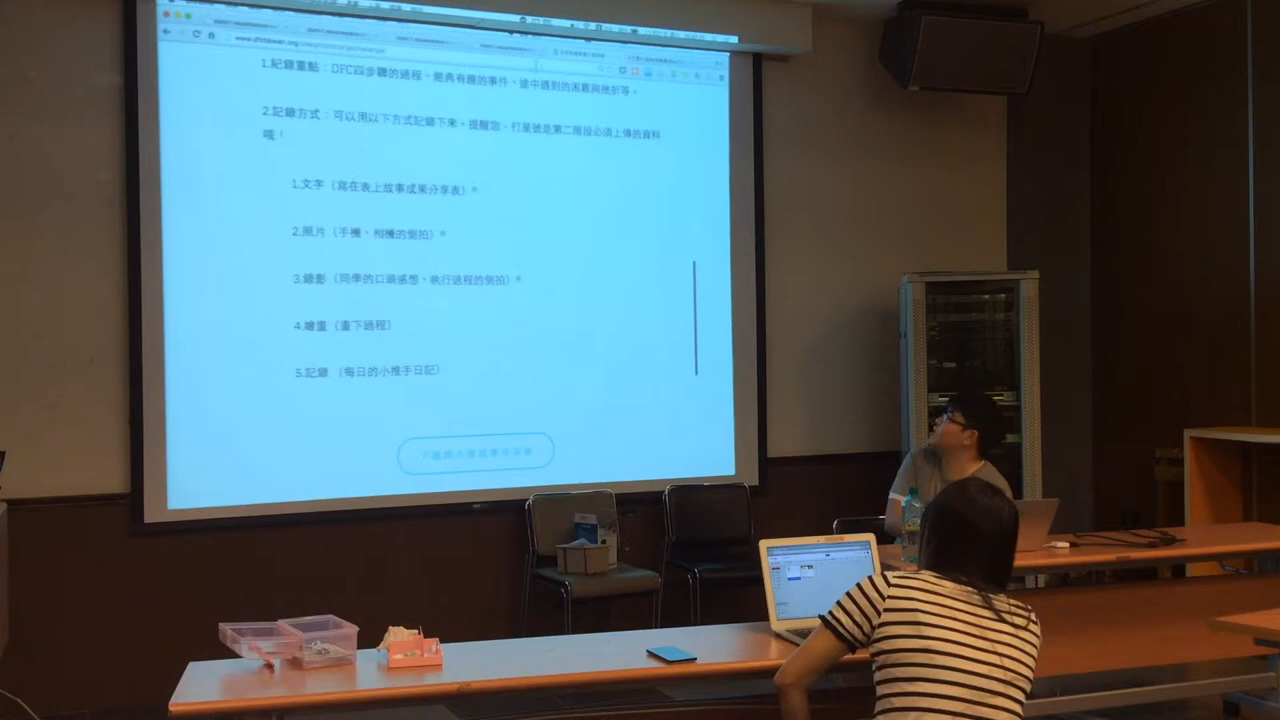 1.紀錄重點：DFC四步驟的過程、經典有趣的事件、途中遇到的困難與挫折等。
2.記錄方式：可以用以下方式記錄下來，提醒您，打星號是第二階段必須上傳的資料
哦！
1.文字（寫在表上故事成果分享表）*
2.照片（手機、相機的側拍）*
3.錄影（同學的口頭感想、執行過程的側拍）*
4.繪畫（畫下過程）
5.記錄（每日的小推手日記）